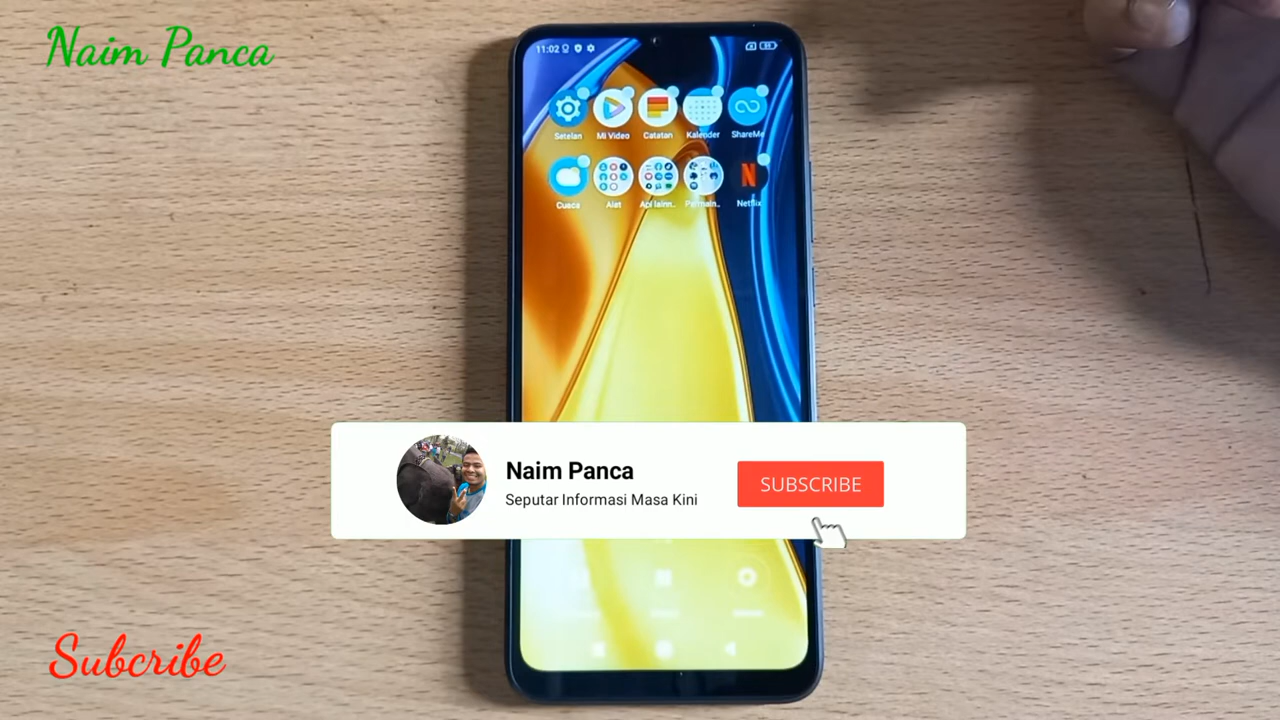 Naim Panca
11:02
Setelan Mi Video Catatan Kalender ShareMe
Cuaca Alat Netflix
Naim Panca
Seputar Informasi Masa Kini
SUBSCRIBE
Subcribe